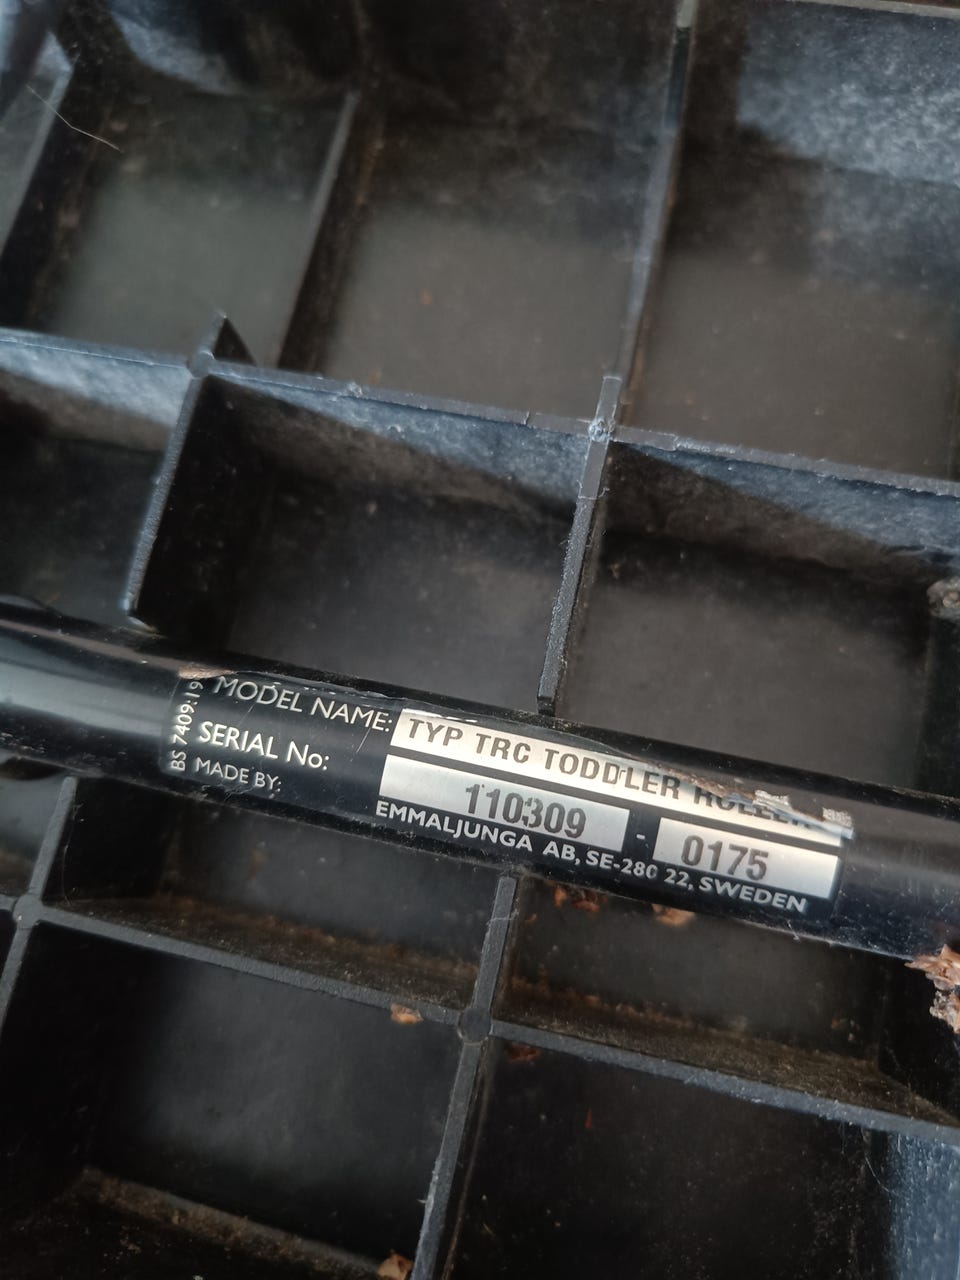 MODEL NAME: TYP TRC TODDLER
SERIAL No: 110309 - 0175
MADE BY: EMMALJUNGA AB, SE-280 22, SWEDEN
BS 7409:19